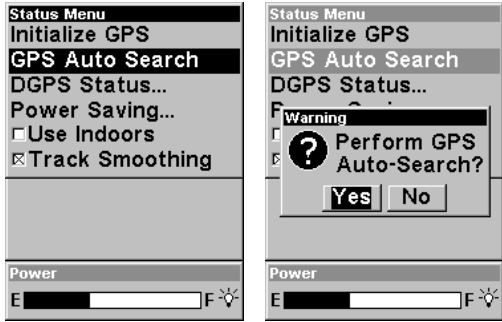 Status Menu
Initialize GPS
GPS Auto Search
DGPS Status...
Power Saving...
Use Indoors
Track Smoothing
Power
E F
Status Menu
Initialize GPS
GPS Auto Search
DGPS Status...
Warning
Perform GPS
Auto-Search?
Yes No
Power
E F